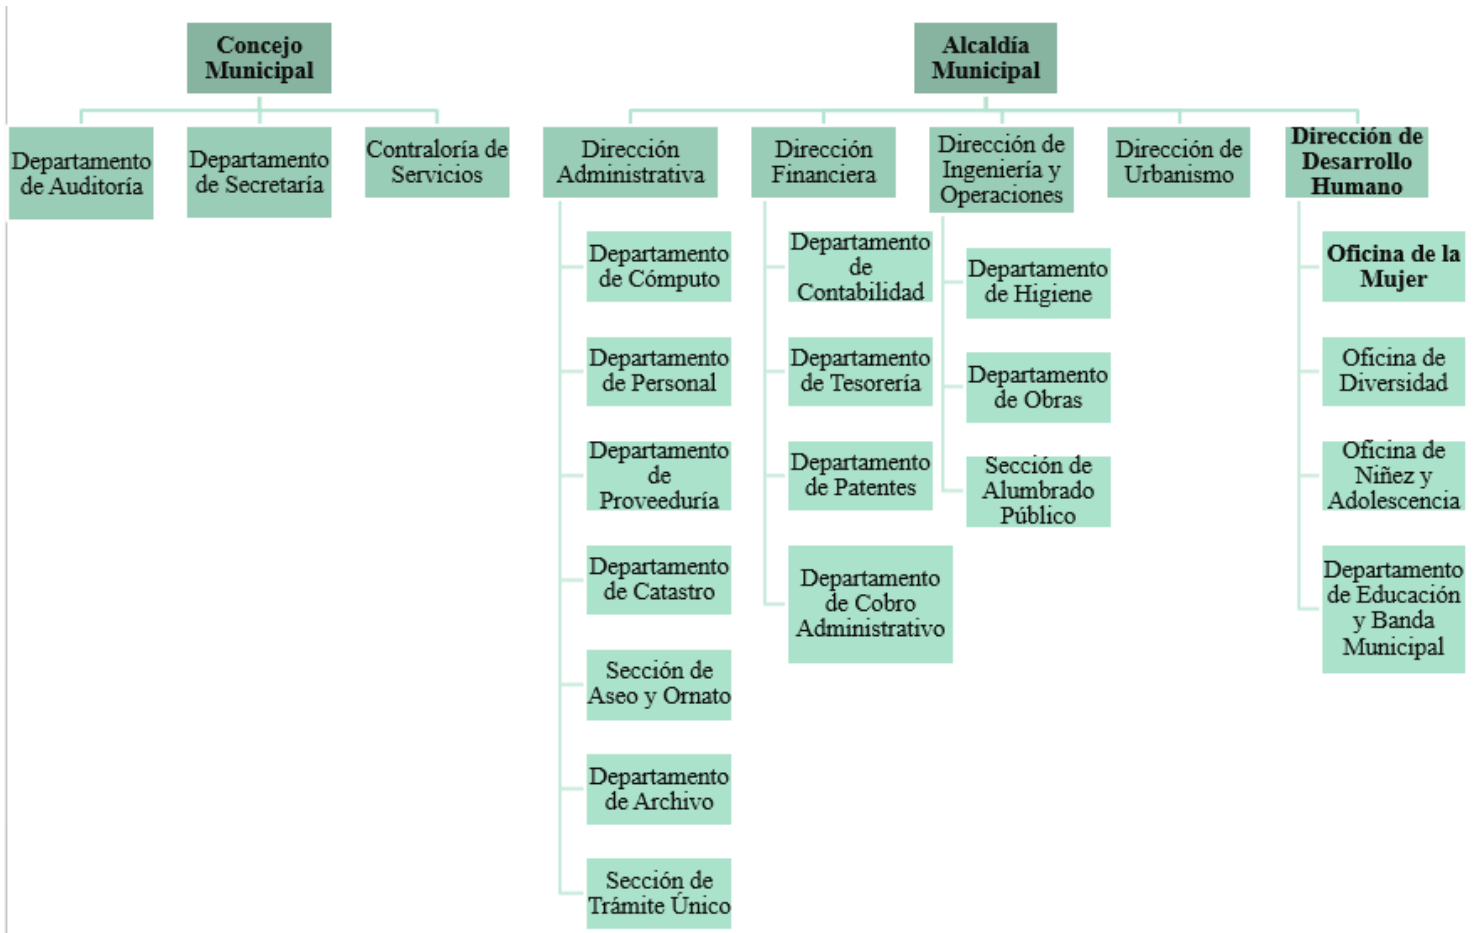 Concejo
Municipal
Alcaldía
Municipal
Departamento
de Auditoría
Departamento
de Secretaría
Contraloría de
Servicios
Dirección
Administrativa
Dirección
Financiera
Dirección de
Ingeniería y
Operaciones
Dirección de
Urbanismo
Dirección de
Desarrollo
Humano
Departamento
de Cómputo
Departamento
de Personal
Departamento
de
Proveeduría
Departamento
de Catastro
Sección de
Aseo y Ornato
Departamento
de Archivo
Sección de
Trámite Único
Departamento
de
Contabilidad
Departamento
de Tesorería
Departamento
de Patentes
Departamento
de Cobro
Administrativo
Departamento
de Higiene
Departamento
de Obras
Sección de
Alumbrado
Público
Oficina de la
Mujer
Oficina de
Diversidad
Oficina de
Niñez y
Adolescencia
Departamento
de Educación
y Banda
Municipal